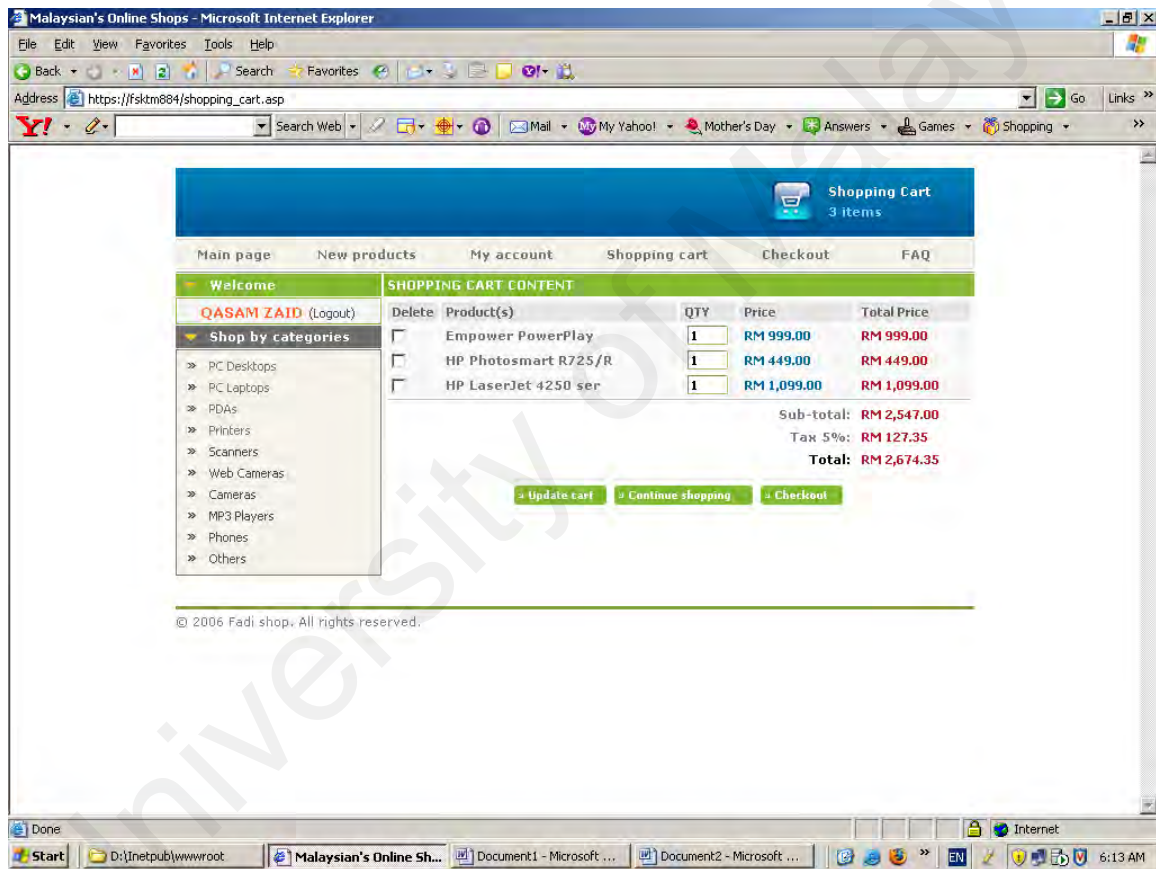 Malaysian's Online Shops - Microsoft Internet Explorer
File Edit View Favorites Tools Help
Back Search Favorites
Address https://fsktm884/shopping_cart.asp Go Links »
Y! Search Web Mail My Yahoo! Mother's Day Answers Games Shopping »
Shopping Cart
3 items
Main page New products My account Shopping cart Checkout FAQ
Welcome
QASAM ZAID (Logout)
Shop by categories
» PC Desktops
» PC Laptops
» PDAs
» Printers
» Scanners
» Web Cameras
» Cameras
» MP3 Players
» Phones
» Others
SHOPPING CART CONTENT
Delete Product(s) QTY Price Total Price
Empower PowerPlay 1 RM 999.00 RM 999.00
HP Photosmart R725/R 1 RM 449.00 RM 449.00
HP LaserJet 4250 ser 1 RM 1,099.00 RM 1,099.00
Sub-total: RM 2,547.00
Tax 5%: RM 127.35
Total: RM 2,674.35
» Update cart » Continue shopping » Checkout
© 2006 Fadi shop. All rights reserved.
University of Malay
Done Internet
Start D:\Inetpub\wwwroot Malaysian's Online Sh... Document1 - Microsoft ... Document2 - Microsoft ... » EN 6:13 AM